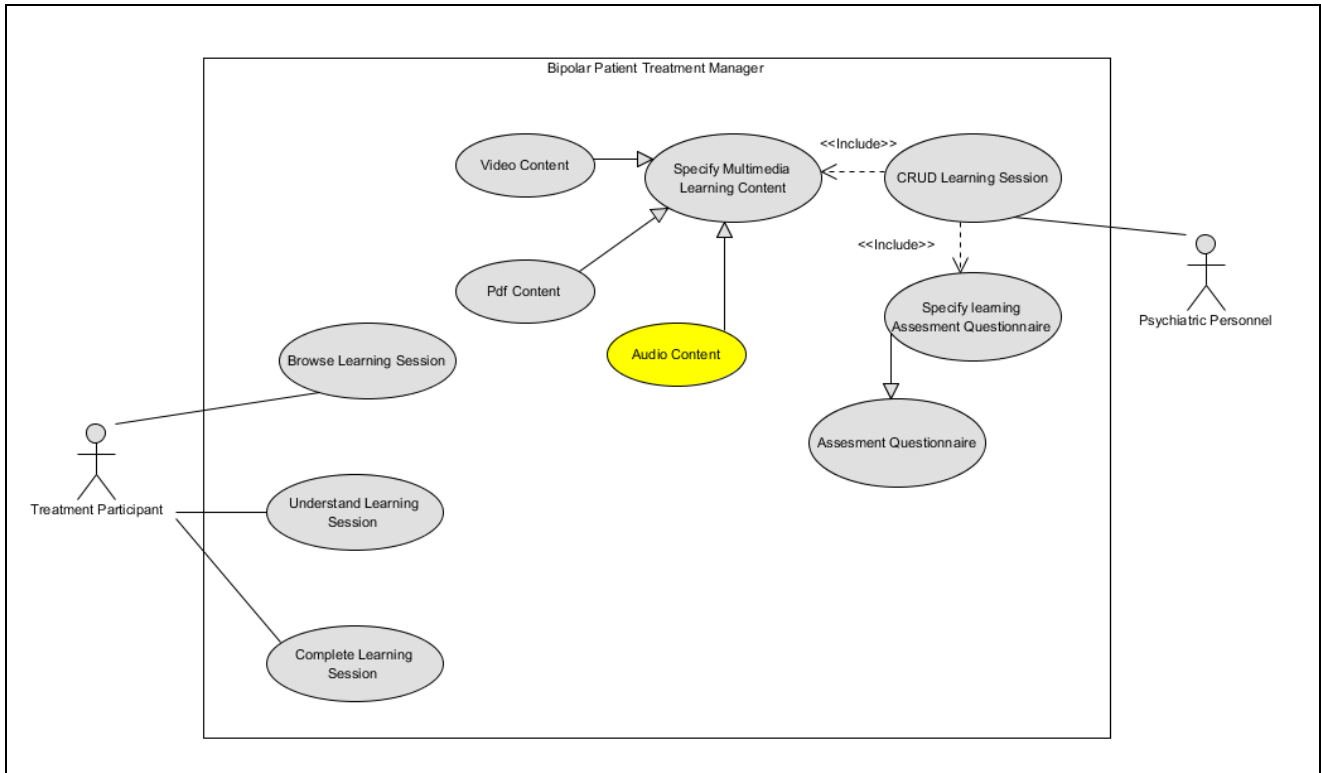 Bipolar Patient Treatment Manager
Video Content
Specify Multimedia
Learning Content
<<Include>>
CRUD Learning Session
<<Include>>
Pdf Content
Specify learning
Assesment Questionnaire
Psychiatric Personnel
Audio Content
Browse Learning Session
Assesment Questionnaire
Treatment Participant
Understand Learning
Session
Complete Learning
Session